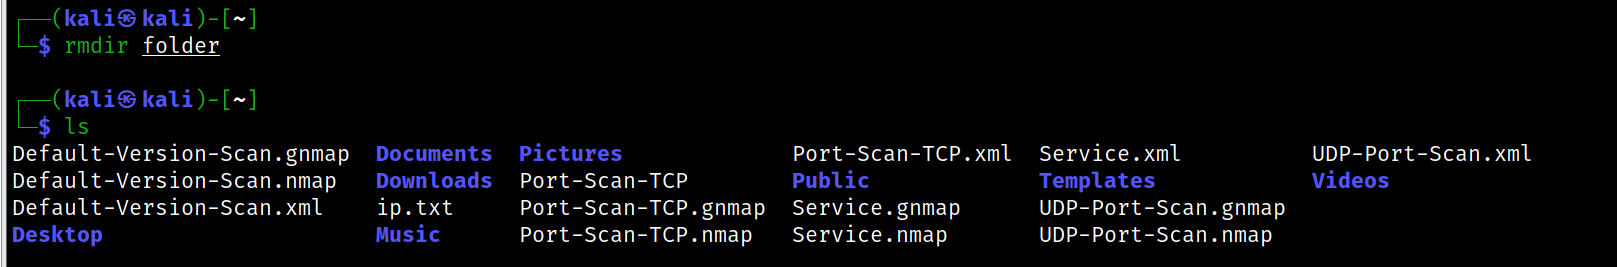 (kali㉿kali)-[~]
$ rmdir folder
(kali㉿kali)-[~]
$ ls
Default-Version-Scan.gnmap  Documents  Pictures            Port-Scan-TCP.xml  Service.xml          UDP-Port-Scan.xml
Default-Version-Scan.nmap   Downloads  Port-Scan-TCP       Public             Templates            Videos
Default-Version-Scan.xml    ip.txt     Port-Scan-TCP.gnmap  Service.gnmap      UDP-Port-Scan.gnmap
Desktop                     Music      Port-Scan-TCP.nmap   Service.nmap       UDP-Port-Scan.nmap